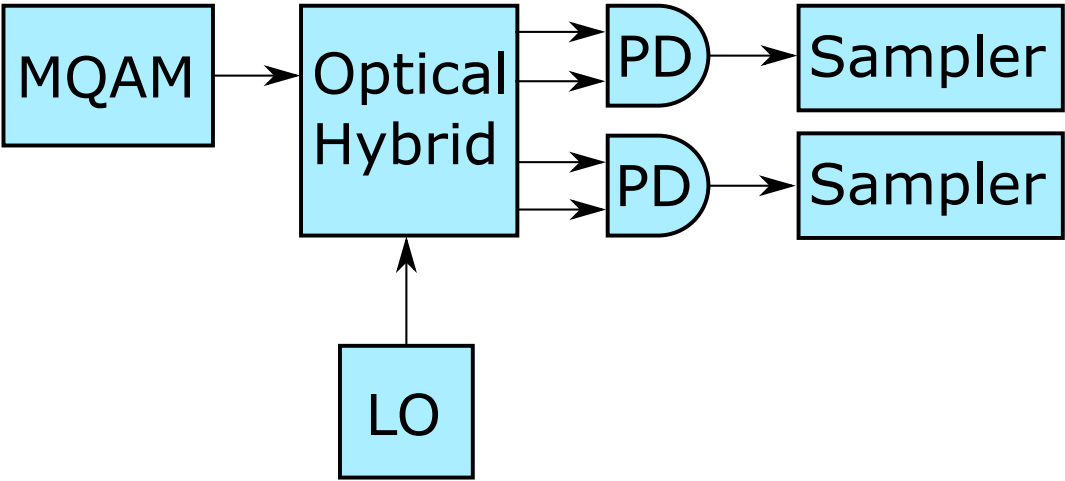 MQAM
Optical
Hybrid
PD
Sampler
PD
Sampler
LO